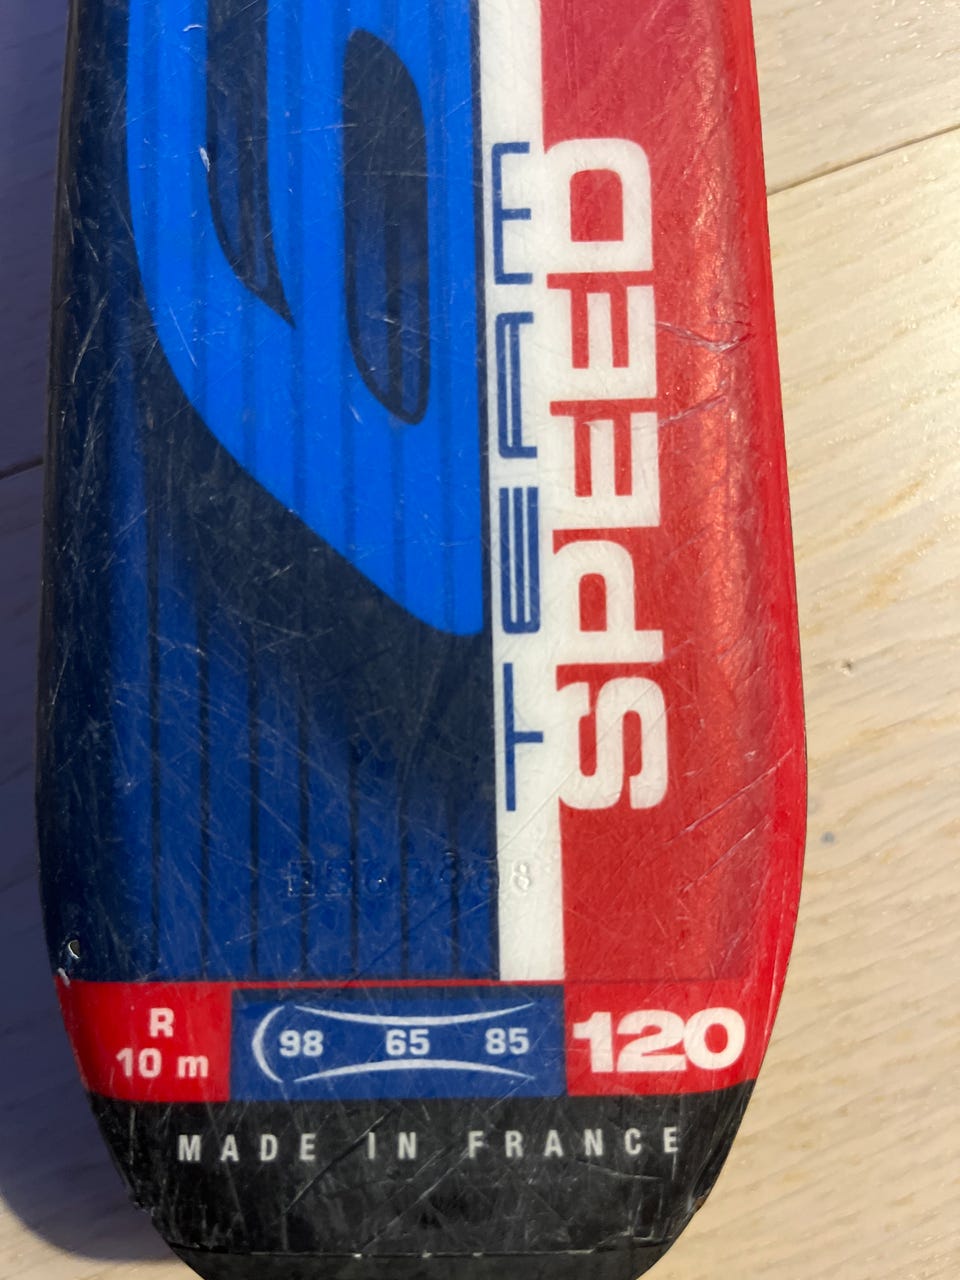 TEAM
SPEED
R
10 m
98 65 85
120
MADE IN FRANCE